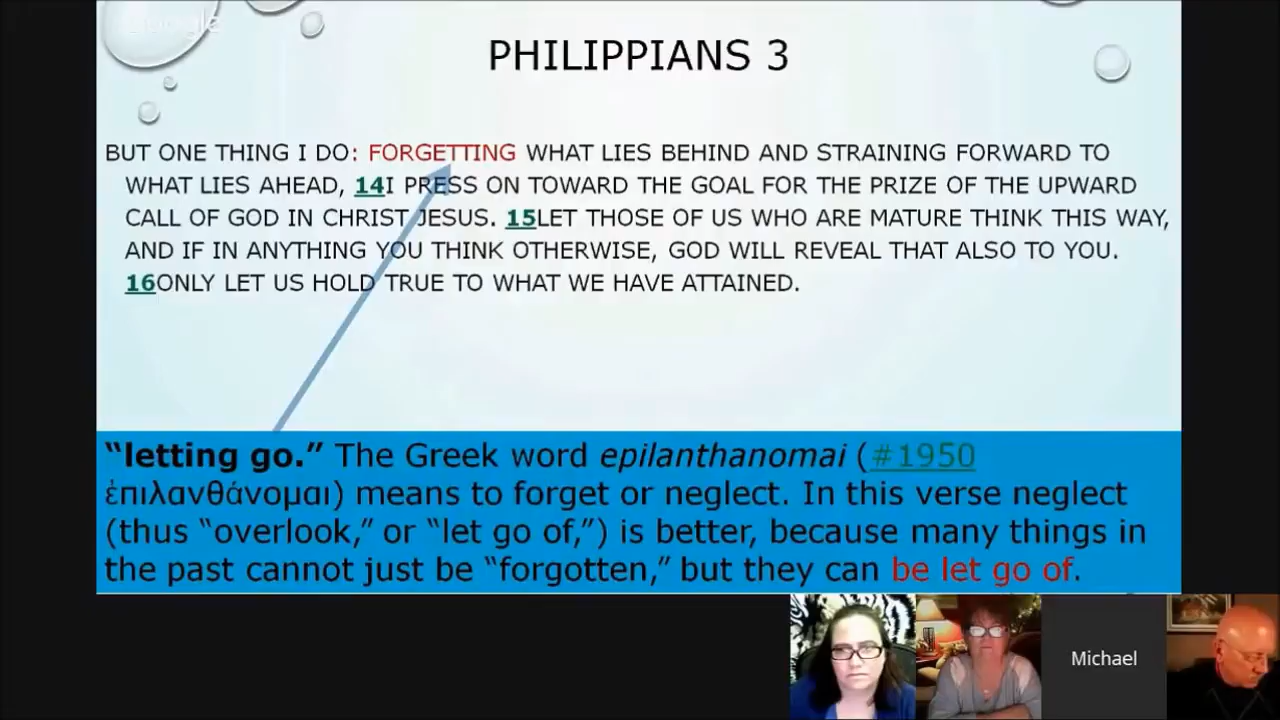 Google
PHILIPPIANS 3
BUT ONE THING I DO: FORGETTING WHAT LIES BEHIND AND STRAINING FORWARD TO
WHAT LIES AHEAD, 14I PRESS ON TOWARD THE GOAL FOR THE PRIZE OF THE UPWARD
CALL OF GOD IN CHRIST JESUS. 15LET THOSE OF US WHO ARE MATURE THINK THIS WAY,
AND IF IN ANYTHING YOU THINK OTHERWISE, GOD WILL REVEAL THAT ALSO TO YOU.
16ONLY LET US HOLD TRUE TO WHAT WE HAVE ATTAINED.
“letting go.” The Greek word epilanthanomai (#1950
ἐπιλανθάνομαι) means to forget or neglect. In this verse neglect
(thus “overlook,” or “let go of,”) is better, because many things in
the past cannot just be “forgotten,” but they can be let go of.
Michael